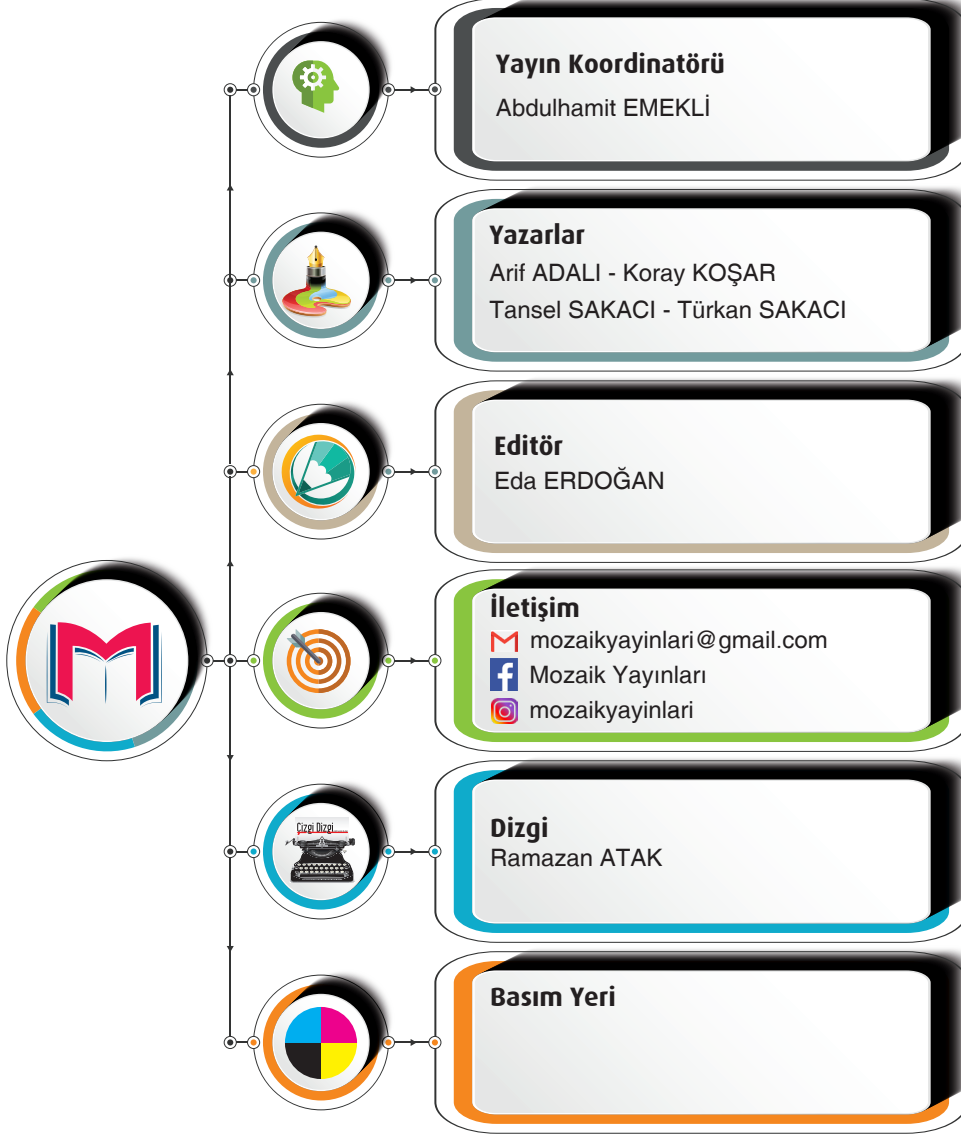 Yayın Koordinatörü
Abdulhamit EMEKLİ
Yazarlar
Arif ADALI - Koray KOŞAR
Tansel SAKACI - Türkan SAKACI
Editör
Eda ERDOĞAN
İletişim
mozaikyayinlari@gmail.com
Mozaik Yayınları
mozaikyayinlari
Çizgi Dizgi......
Dizgi
Ramazan ATAK
Basım Yeri